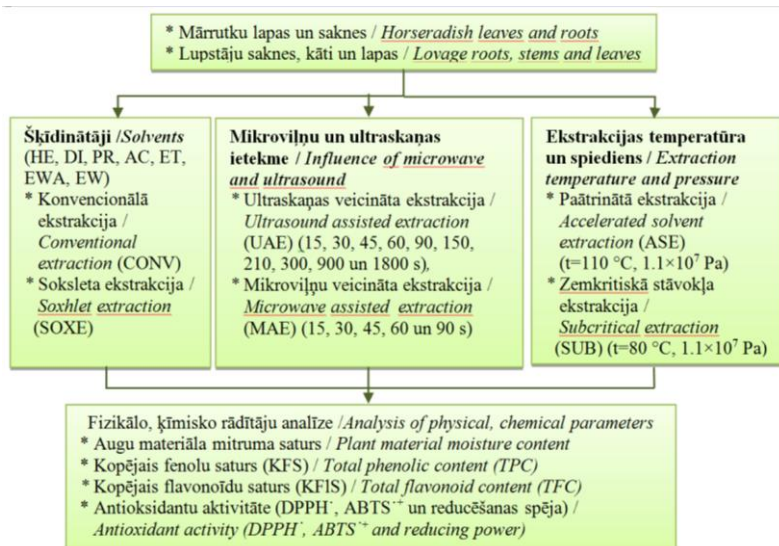 * Mārrutku lapas un saknes / Horseradish leaves and roots
* Lupstāju saknes, kāti un lapas / Lovage roots, stems and leaves
Šķīdinātāji /Solvents
(HE, DI, PR, AC, ET,
EWA, EW)
* Konvencionālā
ekstrakcija /
Conventional
extraction (CONV)
* Soksleta ekstrakcija /
Soxhlet extraction
(SOXE)
Mikroviļņu un ultraskaņas
ietekme / Influence of microwave
and ultrasound
* Ultraskaņas veicināta ekstrakcija /
Ultrasound assisted extraction
(UAE) (15, 30, 45, 60, 90, 150,
210, 300, 900 un 1800 s),
* Mikroviļņu veicināta ekstrakcija /
Microwave assisted extraction
(MAE) (15, 30, 45, 60 un 90 s)
Ekstrakcijas temperatūra
un spiediens / Extraction
temperature and pressure
* Paātrinātā ekstrakcija /
Accelerated solvent
extraction (ASE)
(t=110 °C, 1.1×10⁷ Pa)
* Zemkritiskā stāvokļa
ekstrakcija /
Subcritical extraction
(SUB) (t=80 °C, 1.1×10⁷ Pa)
Fizikālo, ķīmisko rādītāju analīze /Analysis of physical, chemical parameters
* Augu materiāla mitruma saturs / Plant material moisture content
* Kopējais fenolu saturs (KFS) / Total phenolic content (TPC)
* Kopējais flavonoīdu saturs (KFlS) / Total flavonoid content (TFC)
* Antioksidantu aktivitāte (DPPH˙, ABTS˙⁺ un reducēšanas spēja) /
Antioxidant activity (DPPH˙, ABTS˙⁺ and reducing power)